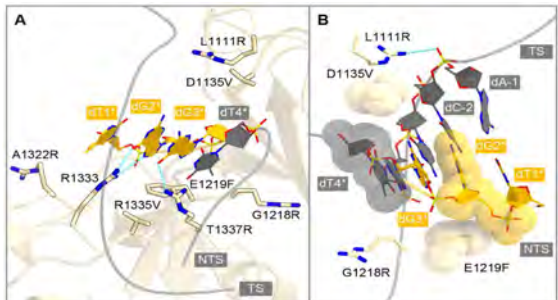 A
L1111R
D1135V
dT1*
dG2*
dG3*
dT4*
A1322R
R1333
E1219F
R1335V
G1218R
T1337R
NTS
TS
B
L1111R
TS
D1135V
dA-1
dC-2
dG2*
dT1*
dT4*
dG3*
G1218R
E1219F
NTS